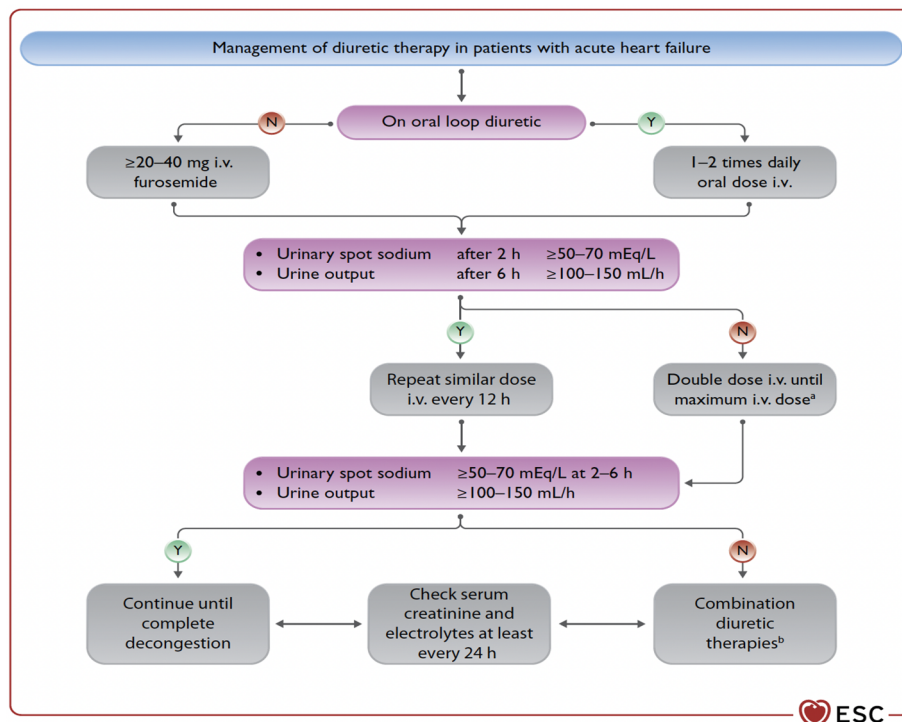 Management of diuretic therapy in patients with acute heart failure
N
On oral loop diuretic
Y
≥20–40 mg i.v.
furosemide
1–2 times daily
oral dose i.v.
• Urinary spot sodium after 2 h ≥50–70 mEq/L
• Urine output after 6 h ≥100–150 mL/h
Y
N
Repeat similar dose
i.v. every 12 h
Double dose i.v. until
maximum i.v. doseᵃ
• Urinary spot sodium ≥50–70 mEq/L at 2–6 h
• Urine output ≥100–150 mL/h
Y
N
Continue until
complete
decongestion
Check serum
creatinine and
electrolytes at least
every 24 h
Combination
diuretic
therapiesᵇ
ESC